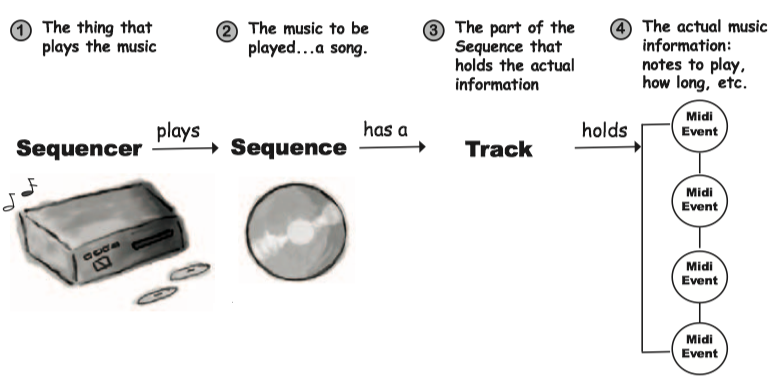 1 The thing that
plays the music
2 The music to be
played...a song.
3 The part of the
Sequence that
holds the actual
information
4 The actual music
information:
notes to play,
how long, etc.
Sequencer plays Sequence has a Track holds
Midi
Event
Midi
Event
Midi
Event
Midi
Event